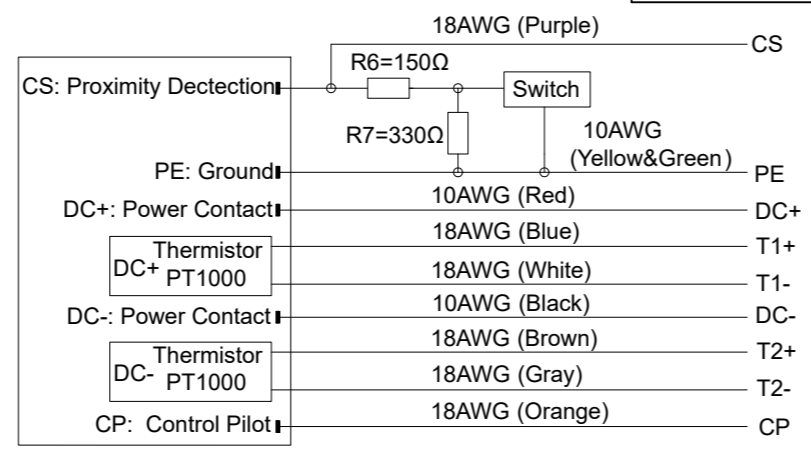 18AWG (Purple)
CS
R6=150Ω
CS: Proximity Dectection
Switch
R7=330Ω
10AWG
(Yellow&Green)
PE: Ground
PE
10AWG (Red)
DC+: Power Contact
DC+
18AWG (Blue)
T1+
Thermistor
DC+ PT1000
18AWG (White)
T1-
10AWG (Black)
DC-: Power Contact
DC-
18AWG (Brown)
T2+
Thermistor
DC- PT1000
18AWG (Gray)
T2-
18AWG (Orange)
CP: Control Pilot
CP